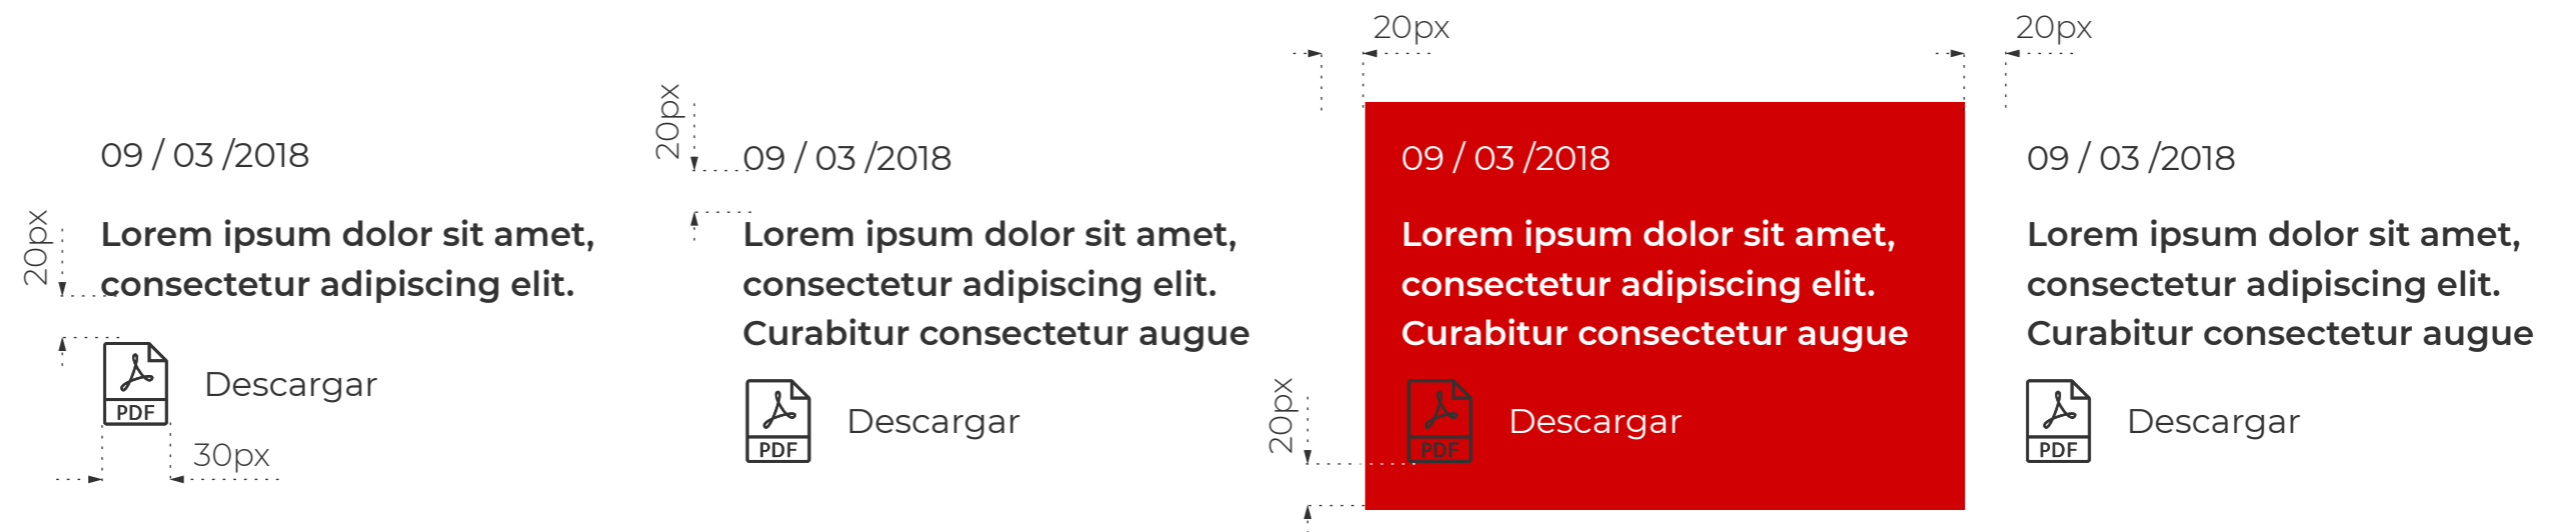 20px
20px
20px
09 / 03 /2018
20px
Lorem ipsum dolor sit amet,
consectetur adipiscing elit.
PDF
Descargar
30px
09 / 03 /2018
Lorem ipsum dolor sit amet,
consectetur adipiscing elit.
Curabitur consectetur augue
PDF
Descargar
09 / 03 /2018
Lorem ipsum dolor sit amet,
consectetur adipiscing elit.
Curabitur consectetur augue
20px
PDF
Descargar
09 / 03 /2018
Lorem ipsum dolor sit amet,
consectetur adipiscing elit.
Curabitur consectetur augue
PDF
Descargar